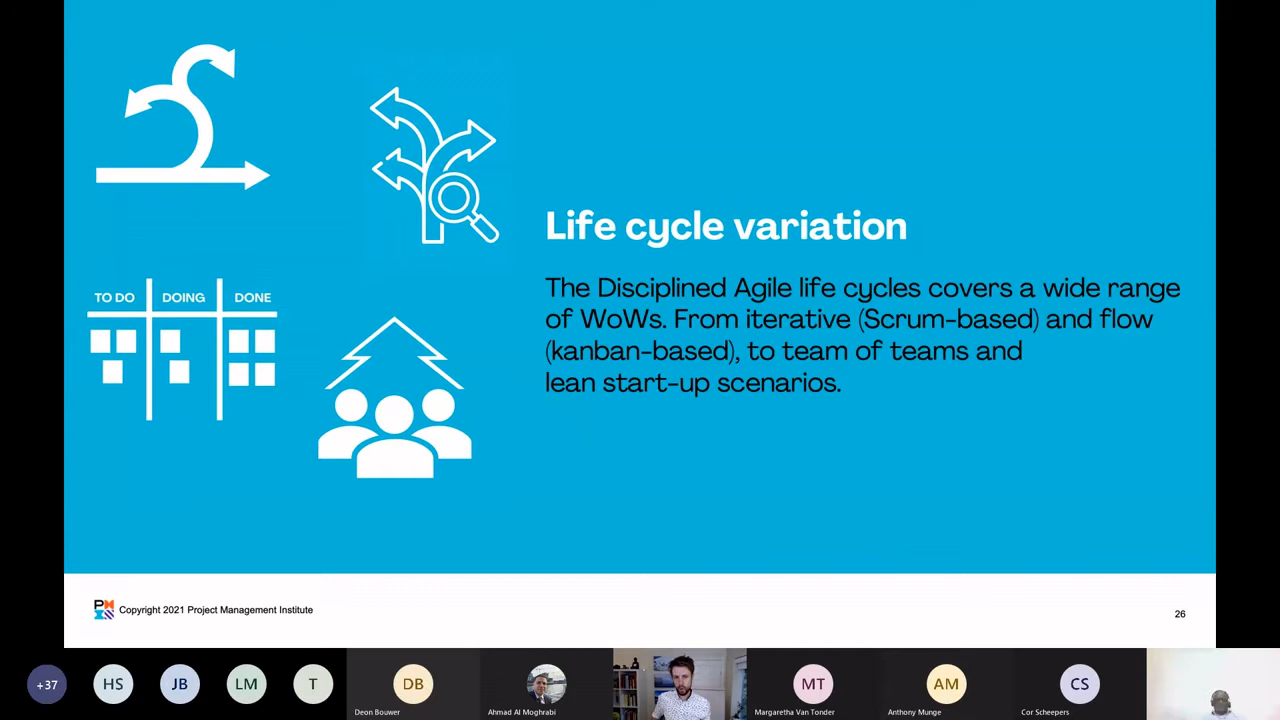 Life cycle variation
The Disciplined Agile life cycles covers a wide range
of WoWs. From iterative (Scrum-based) and flow
(kanban-based), to team of teams and
lean start-up scenarios.
TO DO DOING DONE
Copyright 2021 Project Management Institute
26
+37 HS JB LM T DB MT AM CS
Deon Bouwer Ahmad Al Moghrabi Margaretha Van Tonder Anthony Munge Cor Scheepers